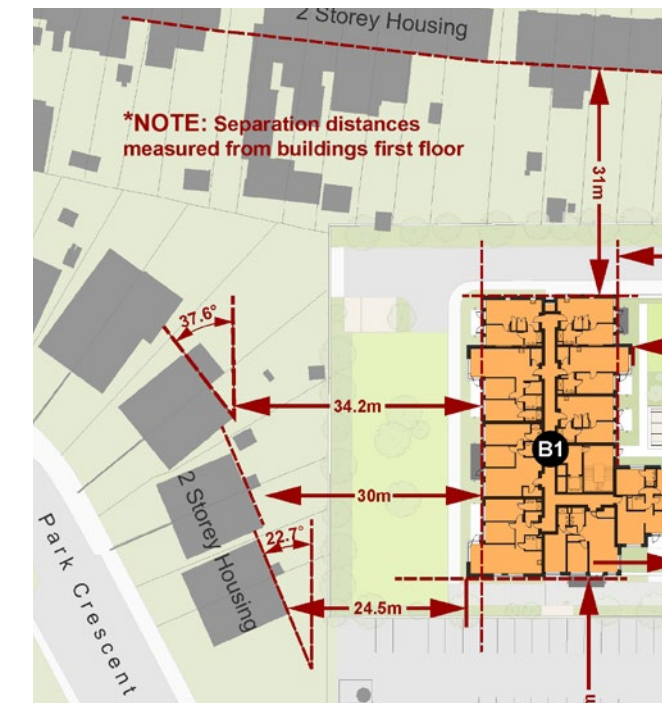 2 Storey Housing
*NOTE: Separation distances
measured from buildings first floor
31m
37.6°
34.2m
B1
30m
2 Storey Housing
22.7°
Park Crescent
24.5m
m